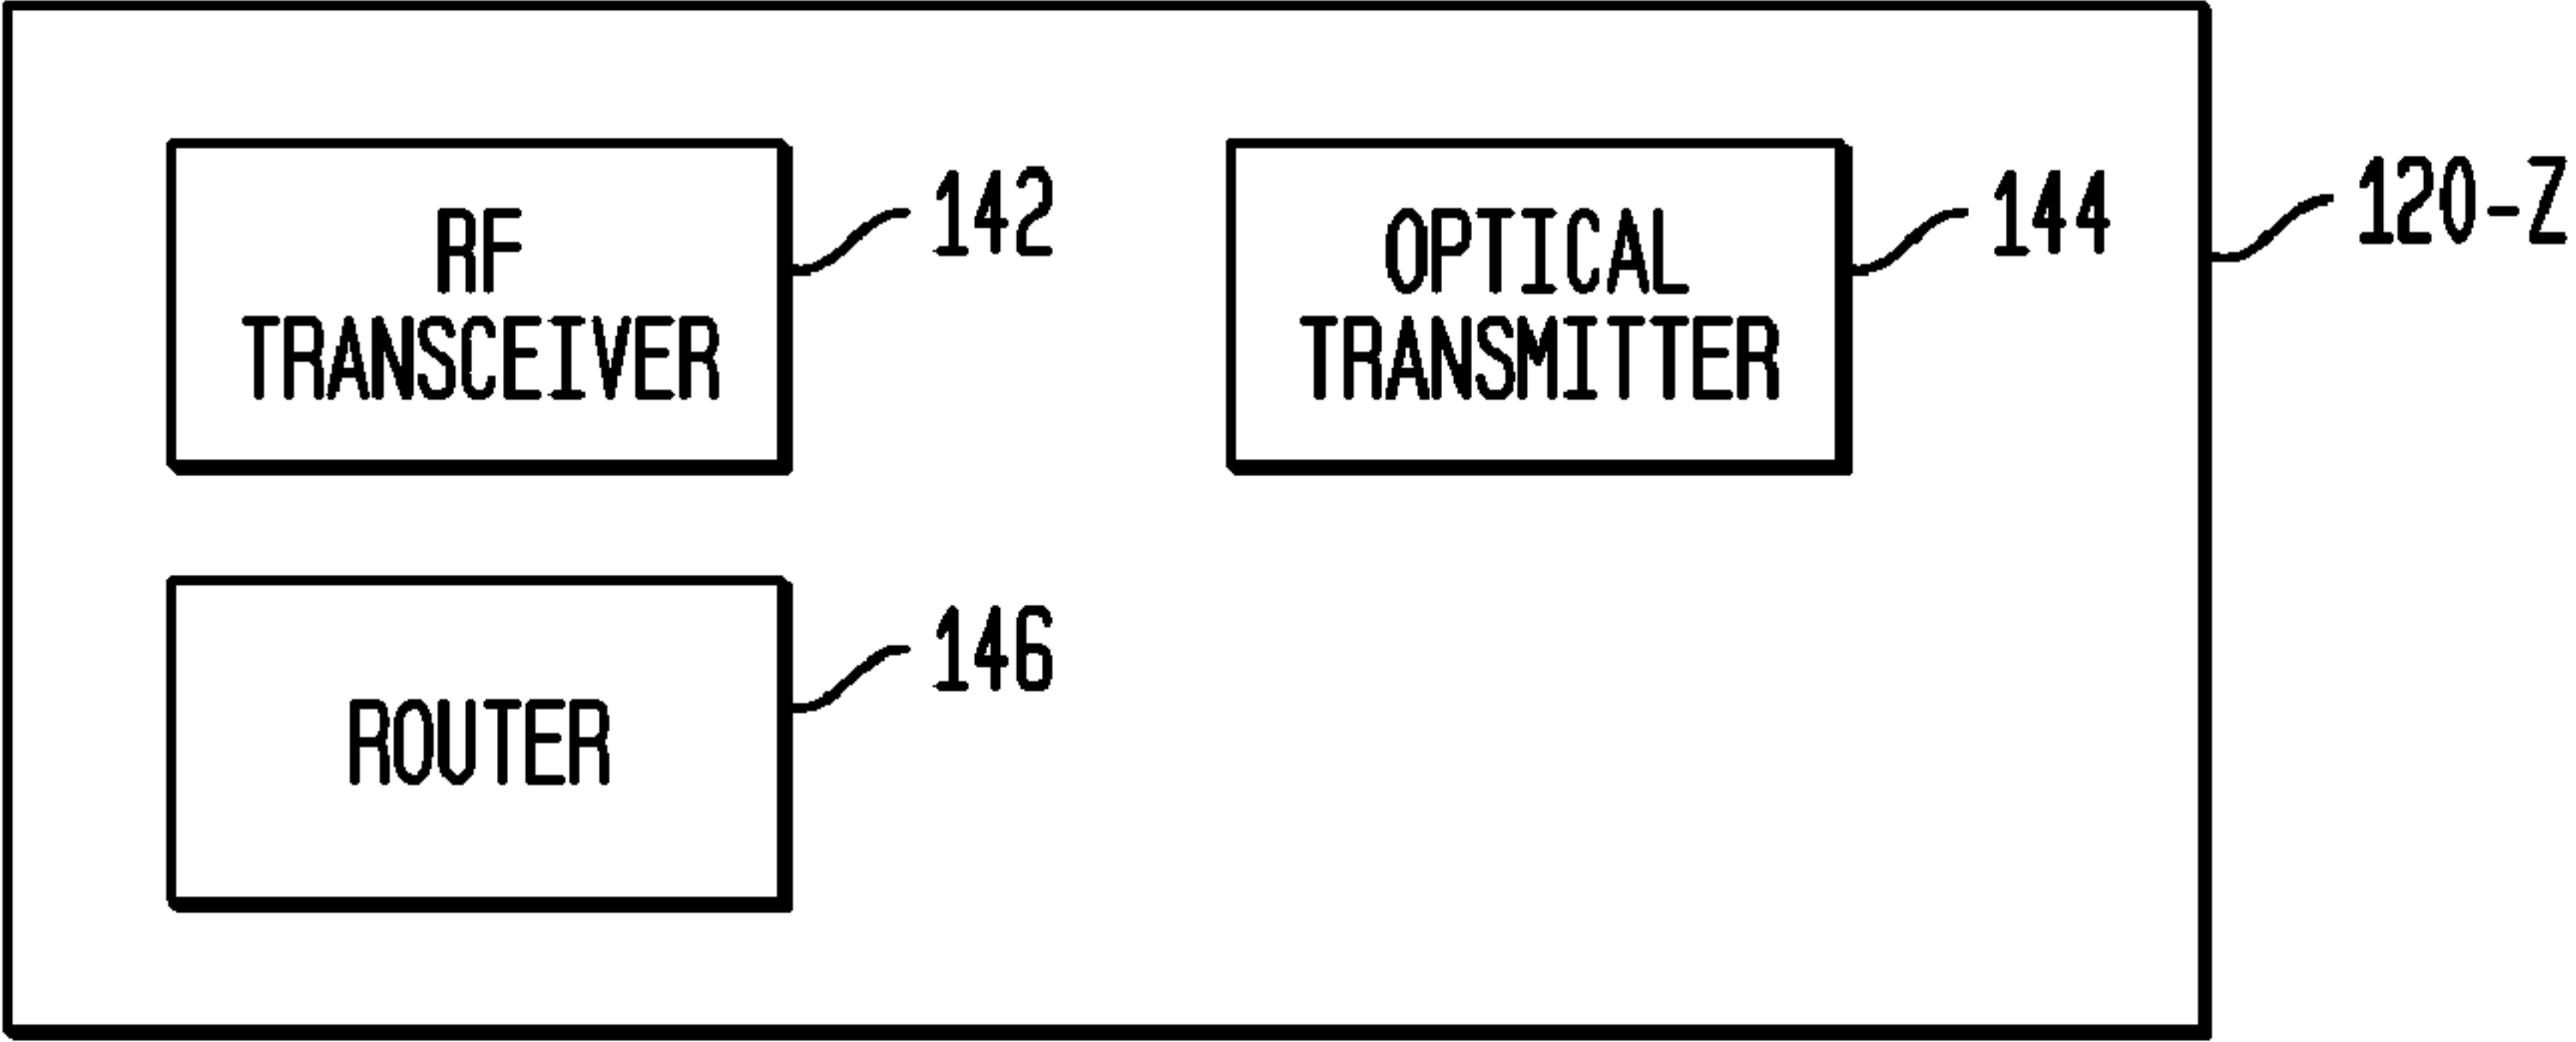 RF
TRANSCEIVER
142
OPTICAL
TRANSMITTER
144
120-Z
ROUTER
146